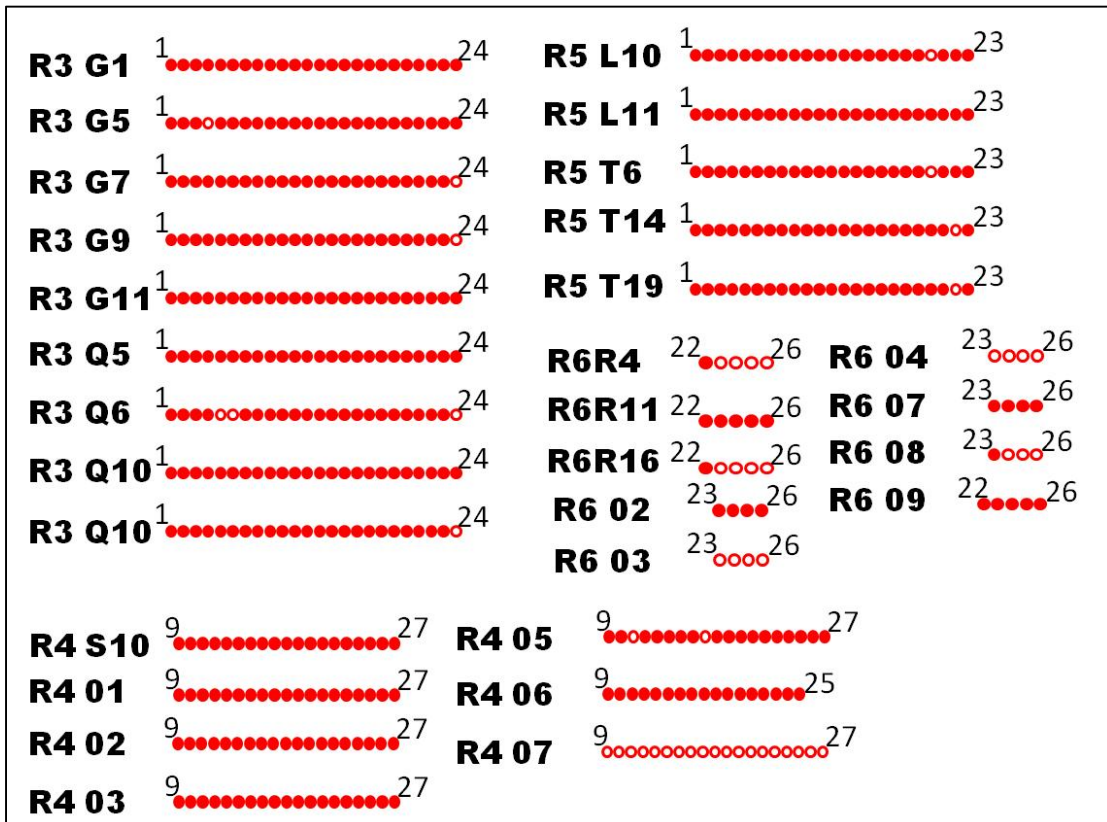 R3 G1 1 24
R3 G5 1 24
R3 G7 1 24
R3 G9 1 24
R3 G11 1 24
R3 Q5 1 24
R3 Q6 1 24
R3 Q10 1 24
R3 Q10 1 24
R5 L10 1 23
R5 L11 1 23
R5 T6 1 23
R5 T14 1 23
R5 T19 1 23
R6R4 22 26
R6R11 22 26
R6R16 22 26
R6 02 23 26
R6 03 23 26
R6 04 23 26
R6 07 23 26
R6 08 23 26
R6 09 22 26
R4 S10 9 27
R4 01 9 27
R4 02 9 27
R4 03 9 27
R4 05 9 27
R4 06 9 25
R4 07 9 27